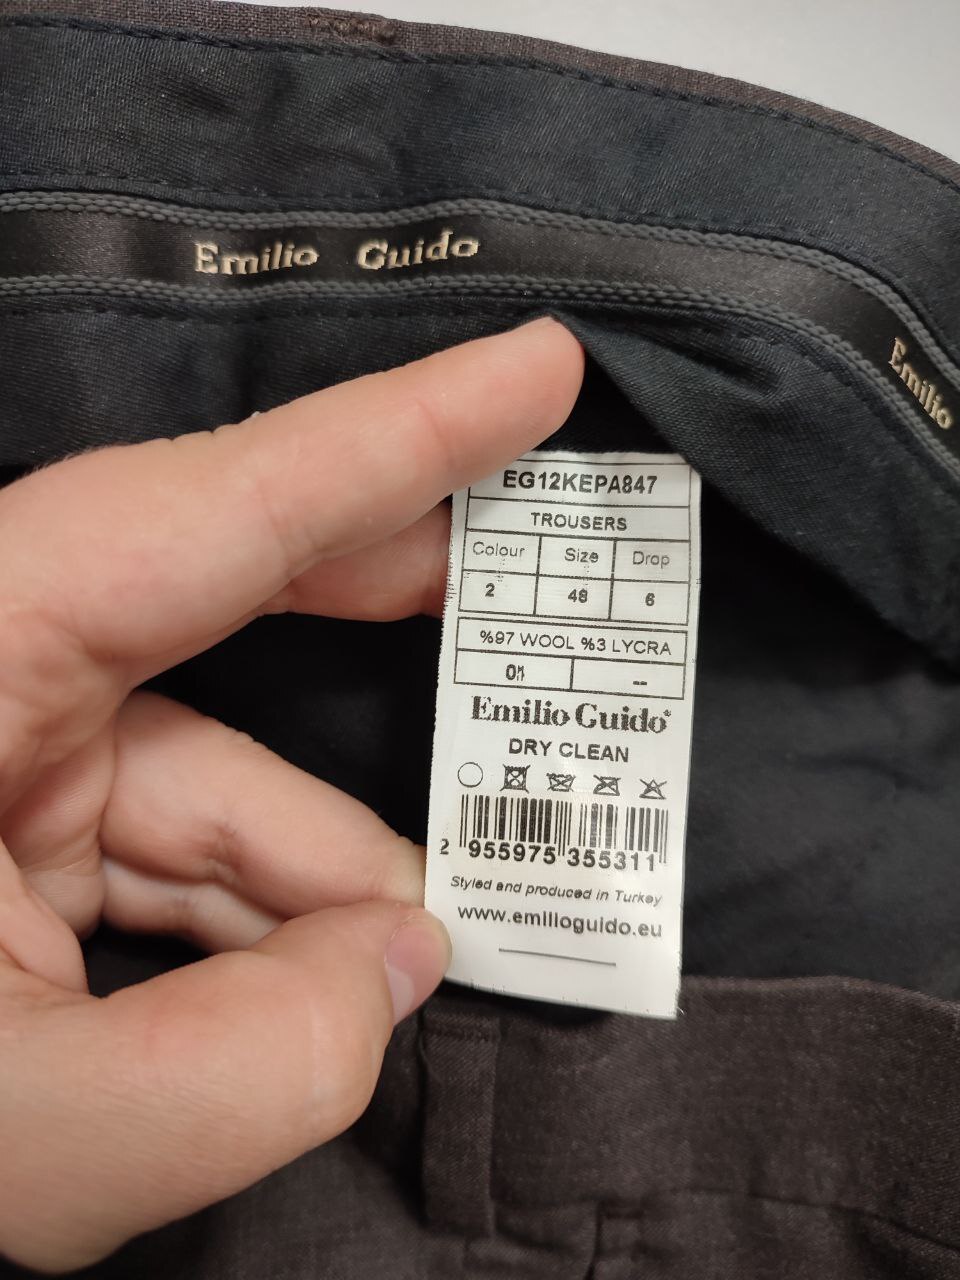 Emilio Guido
Emilio
EG12KEPA847
TROUSERS
Colour Size Drop
2 48 6
%97 WOOL %3 LYCRA
--
Emilio Guido
DRY CLEAN
2 955975 355311
Styled and produced in Turkey
www.emilioguido.eu